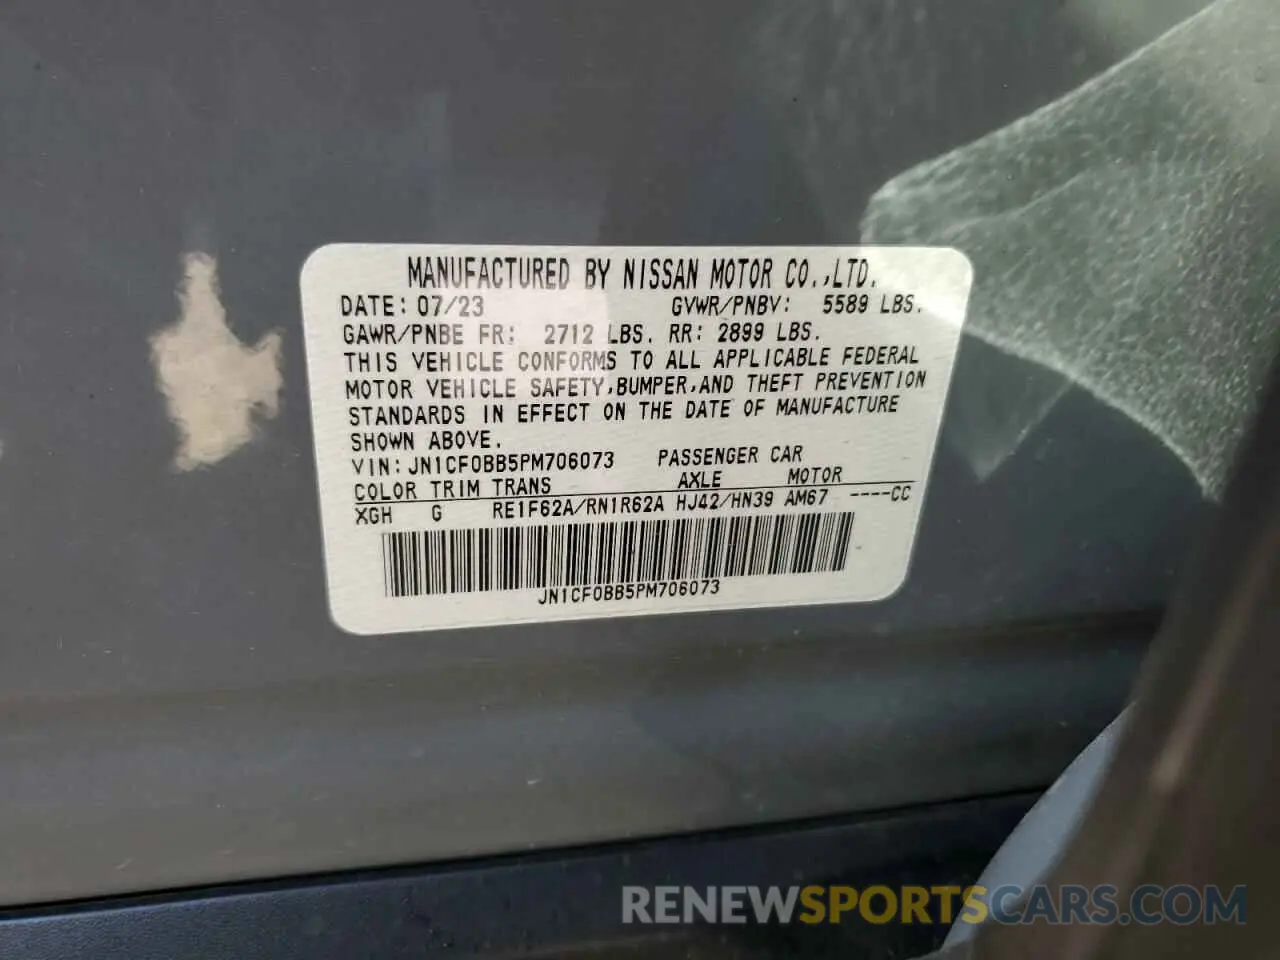 MANUFACTURED BY NISSAN MOTOR CO.,LTD.
DATE: 07/23 GVWR/PNBV: 5589 LBS.
GAWR/PNBE FR: 2712 LBS. RR: 2899 LBS.
THIS VEHICLE CONFORMS TO ALL APPLICABLE FEDERAL
MOTOR VEHICLE SAFETY,BUMPER,AND THEFT PREVENTION
STANDARDS IN EFFECT ON THE DATE OF MANUFACTURE
SHOWN ABOVE.
VIN: JN1CF0BB5PM706073 PASSENGER CAR
COLOR TRIM TRANS AXLE MOTOR
XGH G RE1F62A/RN1R62A HJ42/HN39 AM67 ----CC
JN1CF0BB5PM706073
RENEWSPORTSCARS.COM